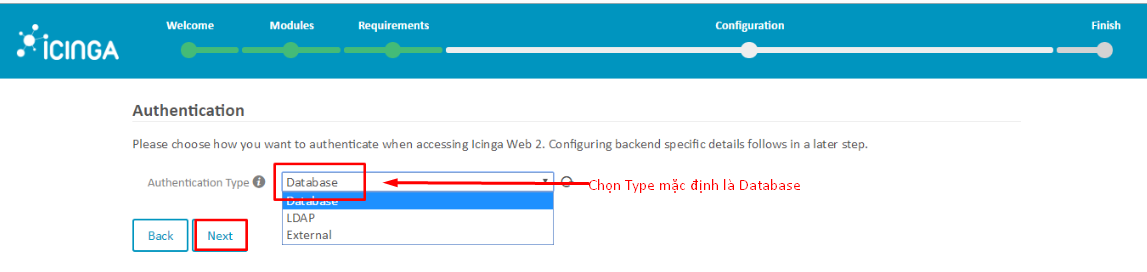 Welcome Modules Requirements Configuration Finish
ICINGA
Authentication
Please choose how you want to authenticate when accessing Icinga Web 2. Configuring backend specific details follows in a later step.
Authentication Type Database Chọn Type mặc định là Database
Database
LDAP
External
Back Next